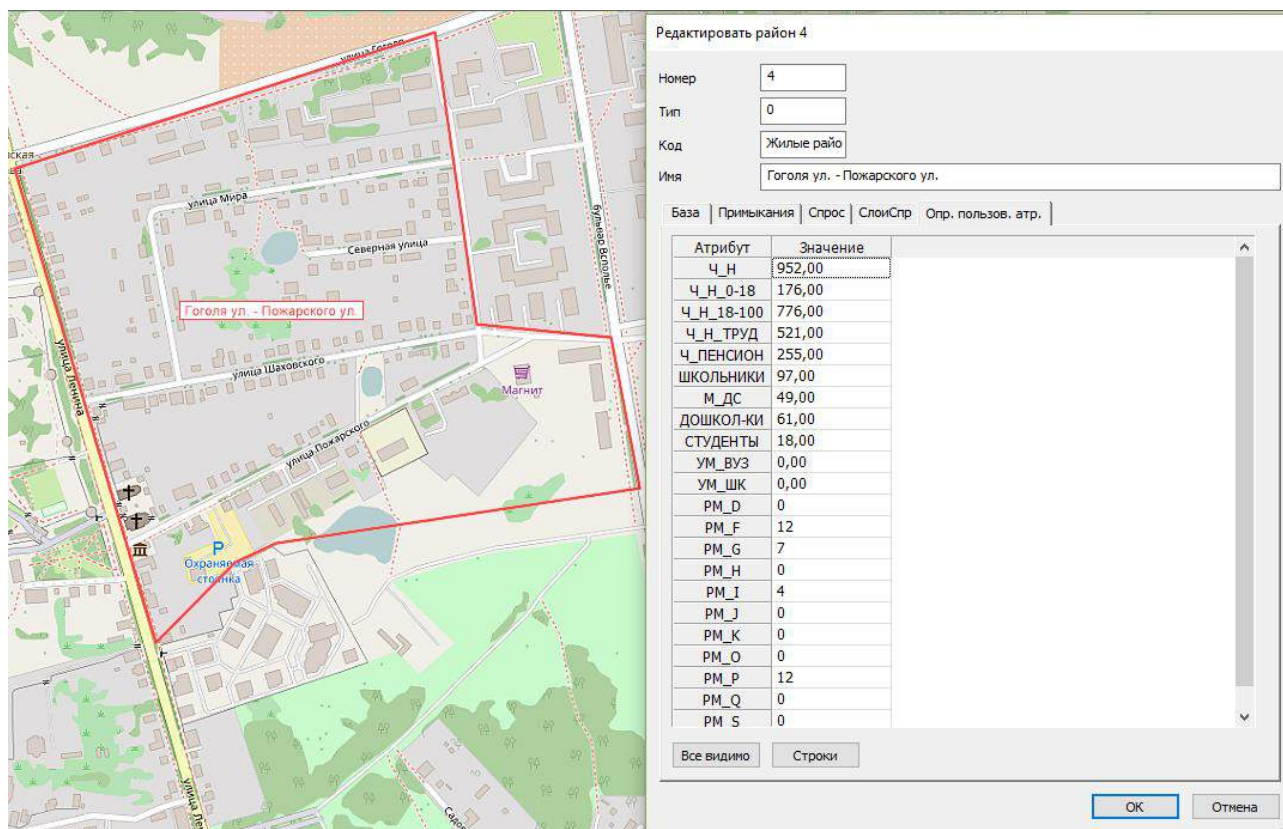 улица Гоголя
улица Мира
Северная улица
бульвар Всполье
Гоголя ул. - Пожарского ул.
улица Шаховского
улица Ленина
Магнит
улица Пожарского
P
Охраняемая
стоянка
Редактировать район 4
Номер 4
Тип 0
Код Жилые райо
Имя Гоголя ул. - Пожарского ул.
База Примыкания Спрос СлоиСпр Опр. пользов. атр.
Атрибут Значение
Ч_Н 952,00
Ч_Н_0-18 176,00
Ч_Н_18-100 776,00
Ч_Н_ТРУД 521,00
Ч_ПЕНСИОН 255,00
ШКОЛЬНИКИ 97,00
М_ДС 49,00
ДОШКОЛ-КИ 61,00
СТУДЕНТЫ 18,00
УМ_ВУЗ 0,00
УМ_ШК 0,00
PM_D 0
PM_F 12
PM_G 7
PM_H 0
PM_I 4
PM_J 0
PM_K 0
PM_O 0
PM_P 12
PM_Q 0
PM_S 0
Все видимо Строки
OK Отмена